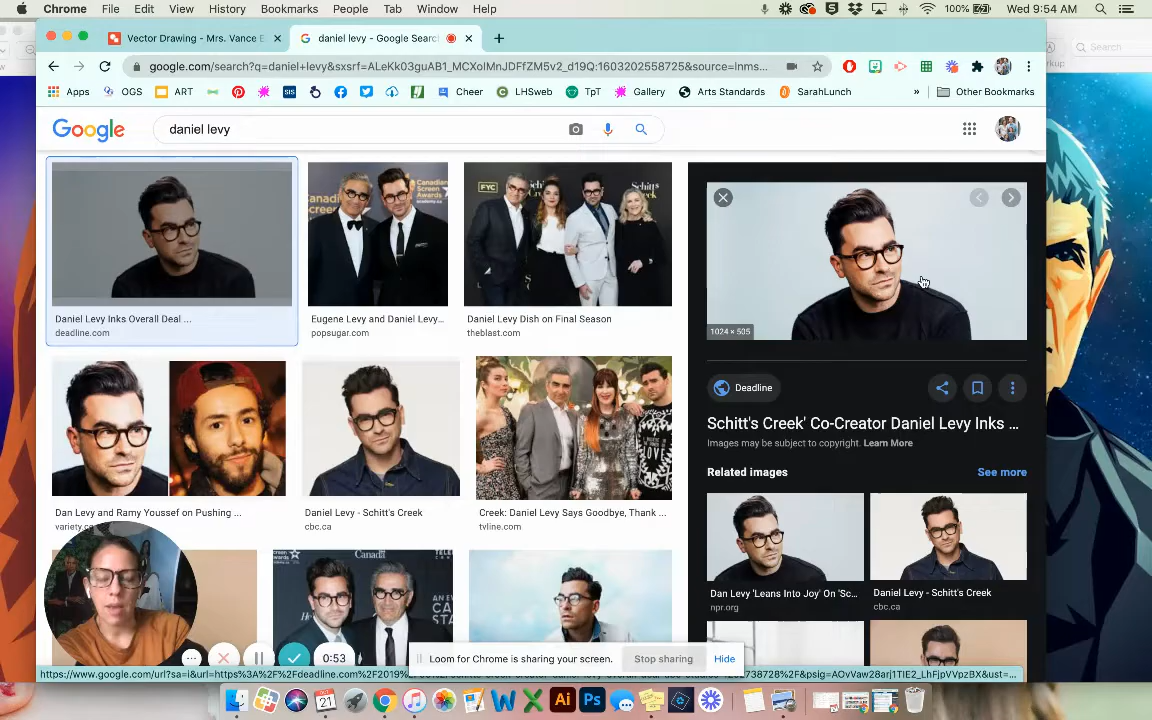 Chrome File Edit View History Bookmarks People Tab Window Help 100% Wed 9:54 AM
Vector Drawing - Mrs. Vance E
daniel levy - Google Searc
Search
google.com/search?q=daniel+levy&sxsrf=ALeKk03guAB1_MCXoIMnJDFfZM5v2_d19Q:1603202558725&source=lnms...
Apps OGS ART SIS Cheer LHSweb TpT Gallery Arts Standards SarahLunch » Other Bookmarks
Google
daniel levy
Daniel Levy Inks Overall Deal ...
deadline.com
Eugene Levy and Daniel Levy...
popsugar.com
Daniel Levy Dish on Final Season
theblast.com
FYC
Dan Levy and Ramy Youssef on Pushing ...
variety.c
Daniel Levy - Schitt's Creek
cbc.ca
Creek: Daniel Levy Says Goodbye, Thank ...
tvline.com
1024 × 505
Deadline
Schitt's Creek' Co-Creator Daniel Levy Inks ...
Images may be subject to copyright. Learn More
Related images
See more
Dan Levy 'Leans Into Joy' On 'Sc...
npr.org
Daniel Levy - Schitt's Creek
cbc.ca
0:53
Loom for Chrome is sharing your screen.
Stop sharing
Hide
21
Ai
Ps